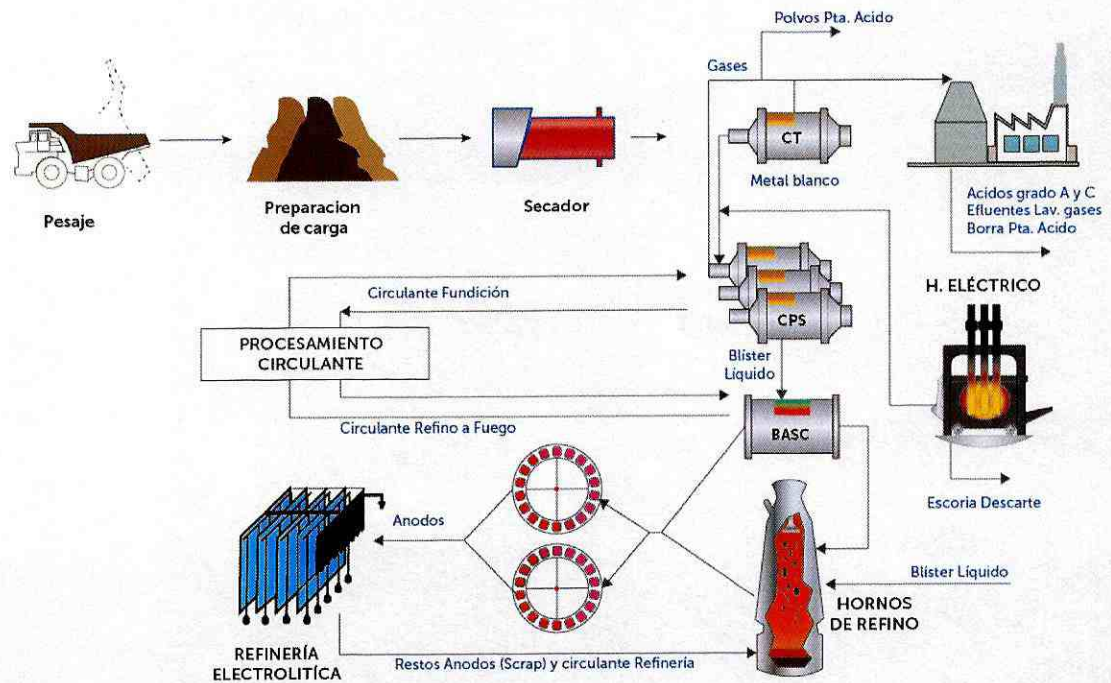 Polvos Pta. Acido
Gases
CT
Metal blanco
Pesaje
Preparacion
de carga
Secador
Acidos grado A y C
Efluentes Lav. gases
Borra Pta. Acido
H. ELÉCTRICO
Circulante Fundición
CPS
PROCESAMIENTO
CIRCULANTE
Blíster
Líquido
Circulante Refino a Fuego
BASC
Escoria Descarte
Anodos
Blíster Líquido
HORNOS
DE REFINO
REFINERÍA
ELECTROLITÍCA
Restos Anodos (Scrap) y circulante Refinería